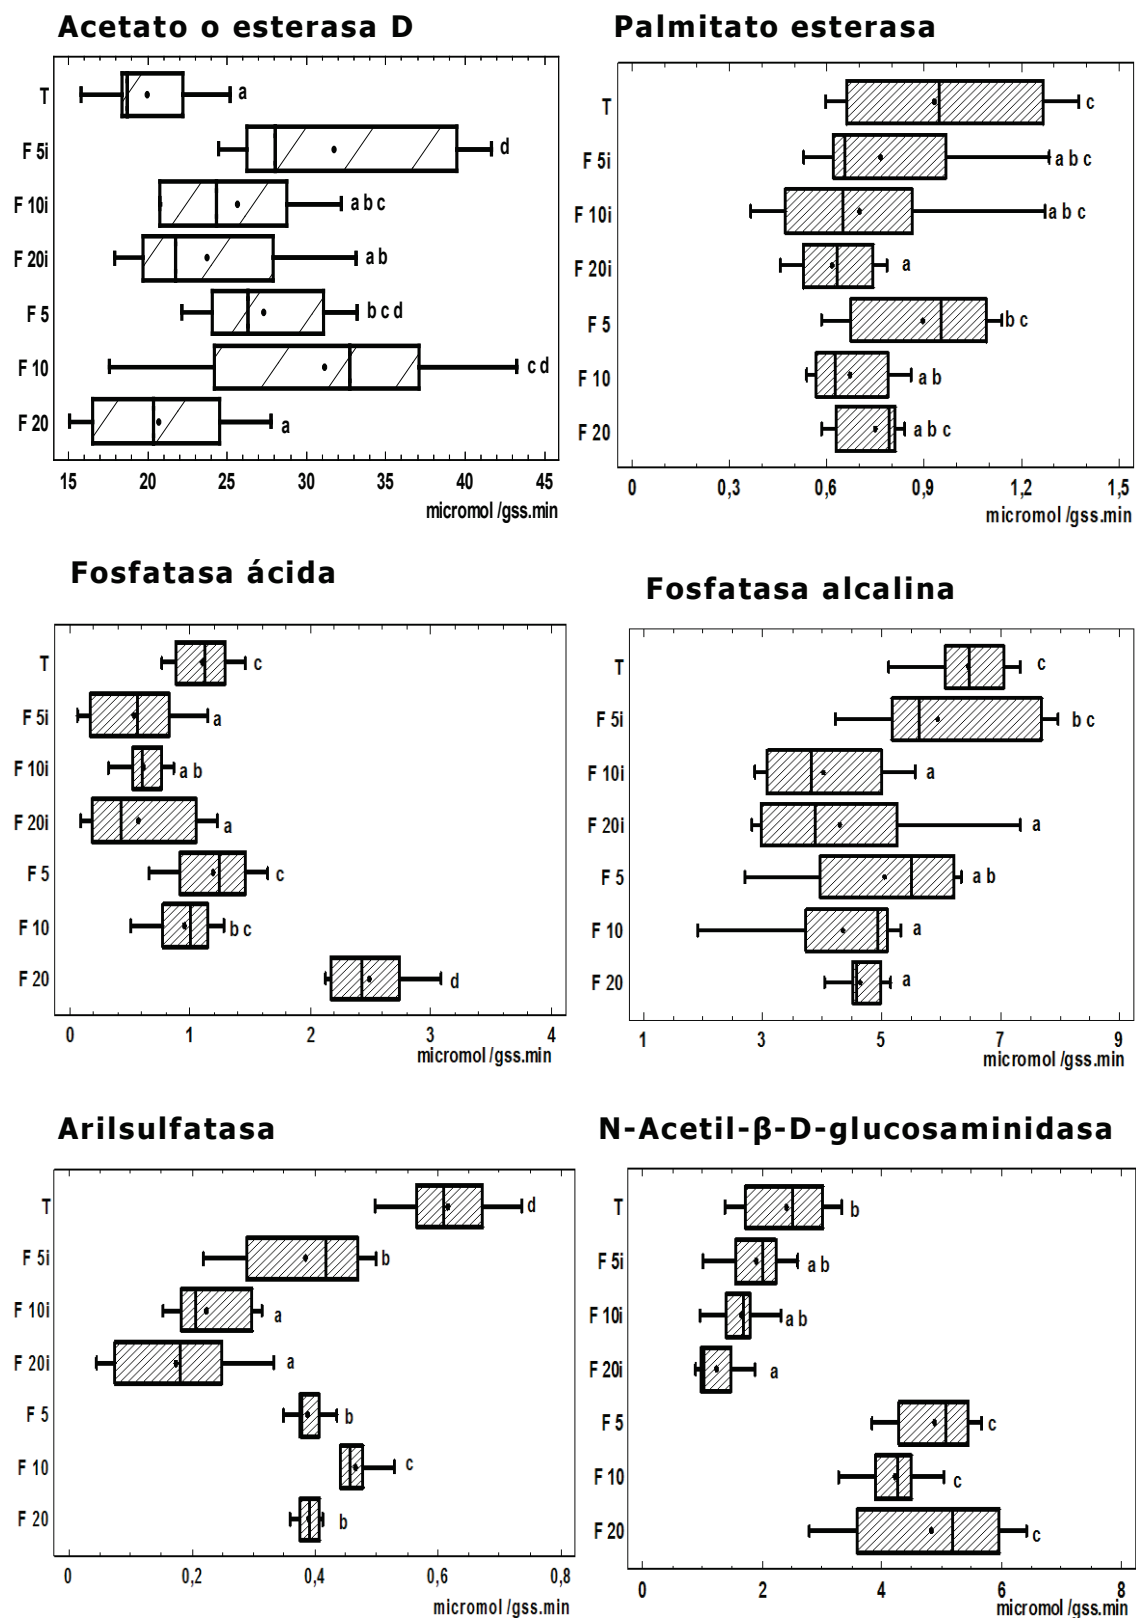 Acetato o esterasa D
T
a
F 5i
d
F 10i
a b c
F 20i
a b
F 5
b c d
F 10
c d
F 20
a
15 20 25 30 35 40 45
micromol /gss.min
Palmitato esterasa
T
c
F 5i
a b c
F 10i
a b c
F 20i
a
F 5
b c
F 10
a b
F 20
a b c
0 0,3 0,6 0,9 1,2 1,5
micromol /gss.min
Fosfatasa ácida
T
c
F 5i
a
F 10i
a b
F 20i
a
F 5
c
F 10
b c
F 20
d
0 1 2 3 4
micromol /gss.min
Fosfatasa alcalina
T
c
F 5i
b c
F 10i
a
F 20i
a
F 5
a b
F 10
a
F 20
a
1 3 5 7 9
micromol /gss.min
Arilsulfatasa
T
d
F 5i
b
F 10i
a
F 20i
a
F 5
b
F 10
c
F 20
b
0 0,2 0,4 0,6 0,8
micromol /gss.min
N-Acetil-β-D-glucosaminidasa
T
b
F 5i
a b
F 10i
a b
F 20i
a
F 5
c
F 10
c
F 20
c
0 2 4 6 8
micromol /gss.min